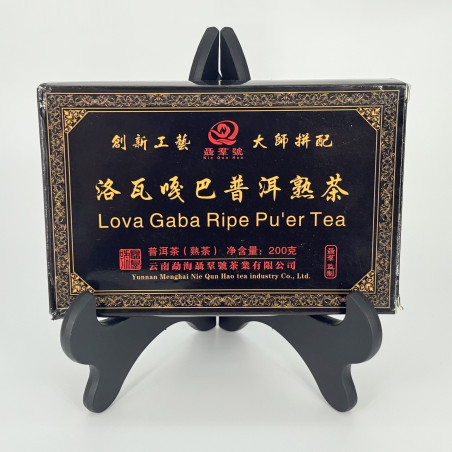 創新工藝 大師拼配
聶羣號
Nie Qun Hao
洛瓦嘎巴普洱熟茶
Lova Gaba Ripe Pu'er Tea
普洱茶（熟茶） 净含量：200克
云南勐海聶羣號茶業有限公司
Yunnan Menghai Nie Qun Hao tea industry Co., Ltd.